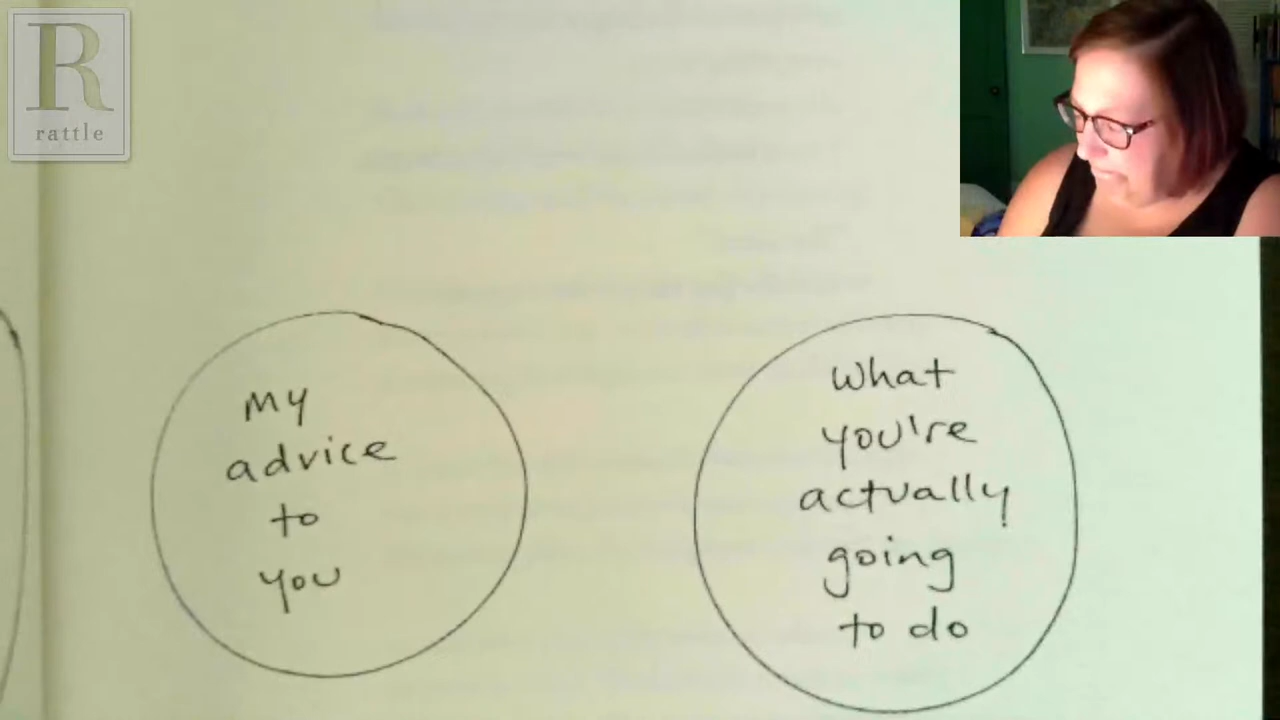 R
rattle
My
advice
to
you
What
you're
actually
going
to do